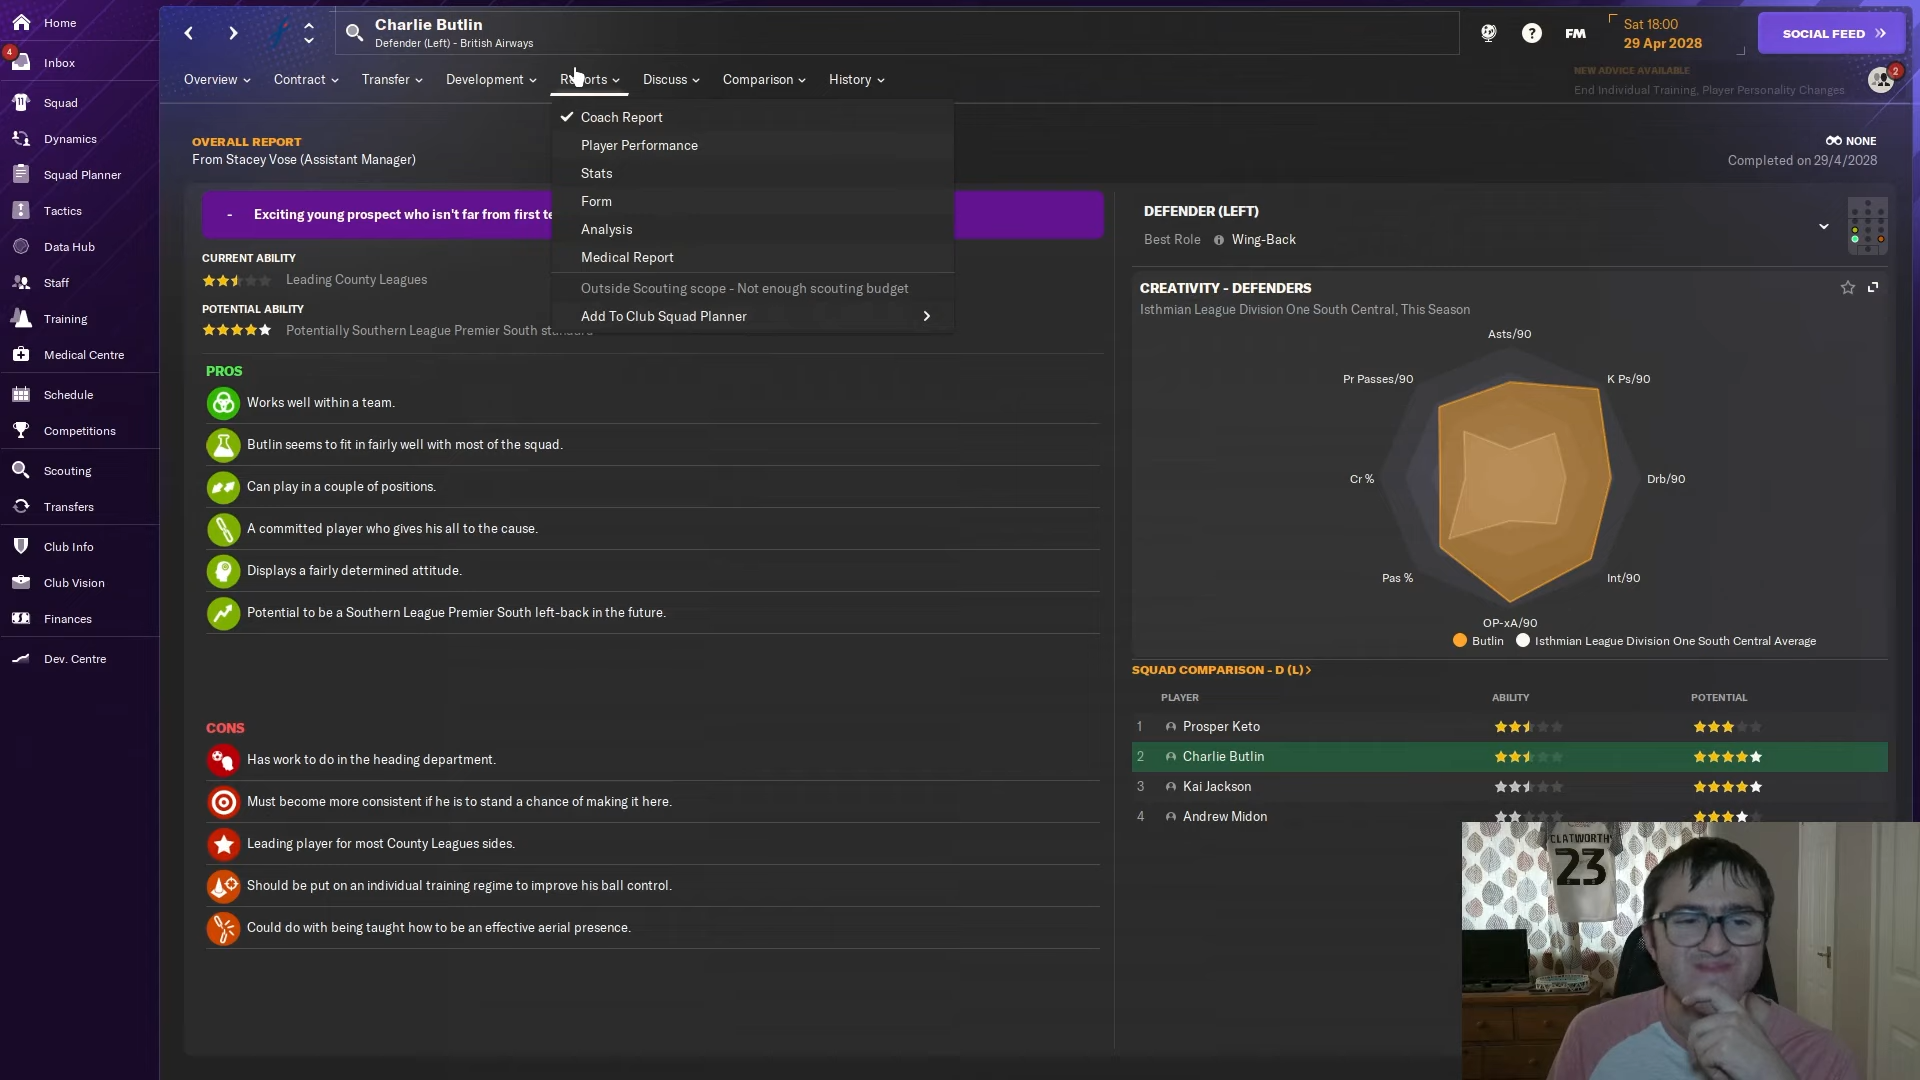 Home
4
Inbox
Squad
Dynamics
Squad Planner
Tactics
Data Hub
Staff
Training
Medical Centre
Schedule
Competitions
Scouting
Transfers
Club Info
Club Vision
Finances
Dev. Centre
Charlie Butlin
Defender (Left) - British Airways
?
FM
Sat 18:00
29 Apr 2028
SOCIAL FEED
Overview
Contract
Transfer
Development
Reports
Discuss
Comparison
History
NEW ADVICE AVAILABLE
End Individual Training, Player Personality Changes
2
Coach Report
Player Performance
Stats
Form
Analysis
Medical Report
Outside Scouting scope - Not enough scouting budget
Add To Club Squad Planner
OVERALL REPORT
From Stacey Vose (Assistant Manager)
NONE
Completed on 29/4/2028
- Exciting young prospect who isn't far from first
CURRENT ABILITY
Leading County Leagues
POTENTIAL ABILITY
Potentially Southern League Premier South standard
PROS
Works well within a team.
Butlin seems to fit in fairly well with most of the squad.
Can play in a couple of positions.
A committed player who gives his all to the cause.
Displays a fairly determined attitude.
Potential to be a Southern League Premier South left-back in the future.
CONS
Has work to do in the heading department.
Must become more consistent if he is to stand a chance of making it here.
Leading player for most County Leagues sides.
Should be put on an individual training regime to improve his ball control.
Could do with being taught how to be an effective aerial presence.
DEFENDER (LEFT)
Best Role Wing-Back
CREATIVITY - DEFENDERS
Isthmian League Division One South Central, This Season
Asts/90
Pr Passes/90
K Ps/90
Cr %
Drb/90
Pas %
Int/90
OP-xA/90
Butlin
Isthmian League Division One South Central Average
SQUAD COMPARISON - D (L)
PLAYER ABILITY POTENTIAL
1 Prosper Keto
2 Charlie Butlin
3 Kai Jackson
4 Andrew Midon
CLATWORTHY
23